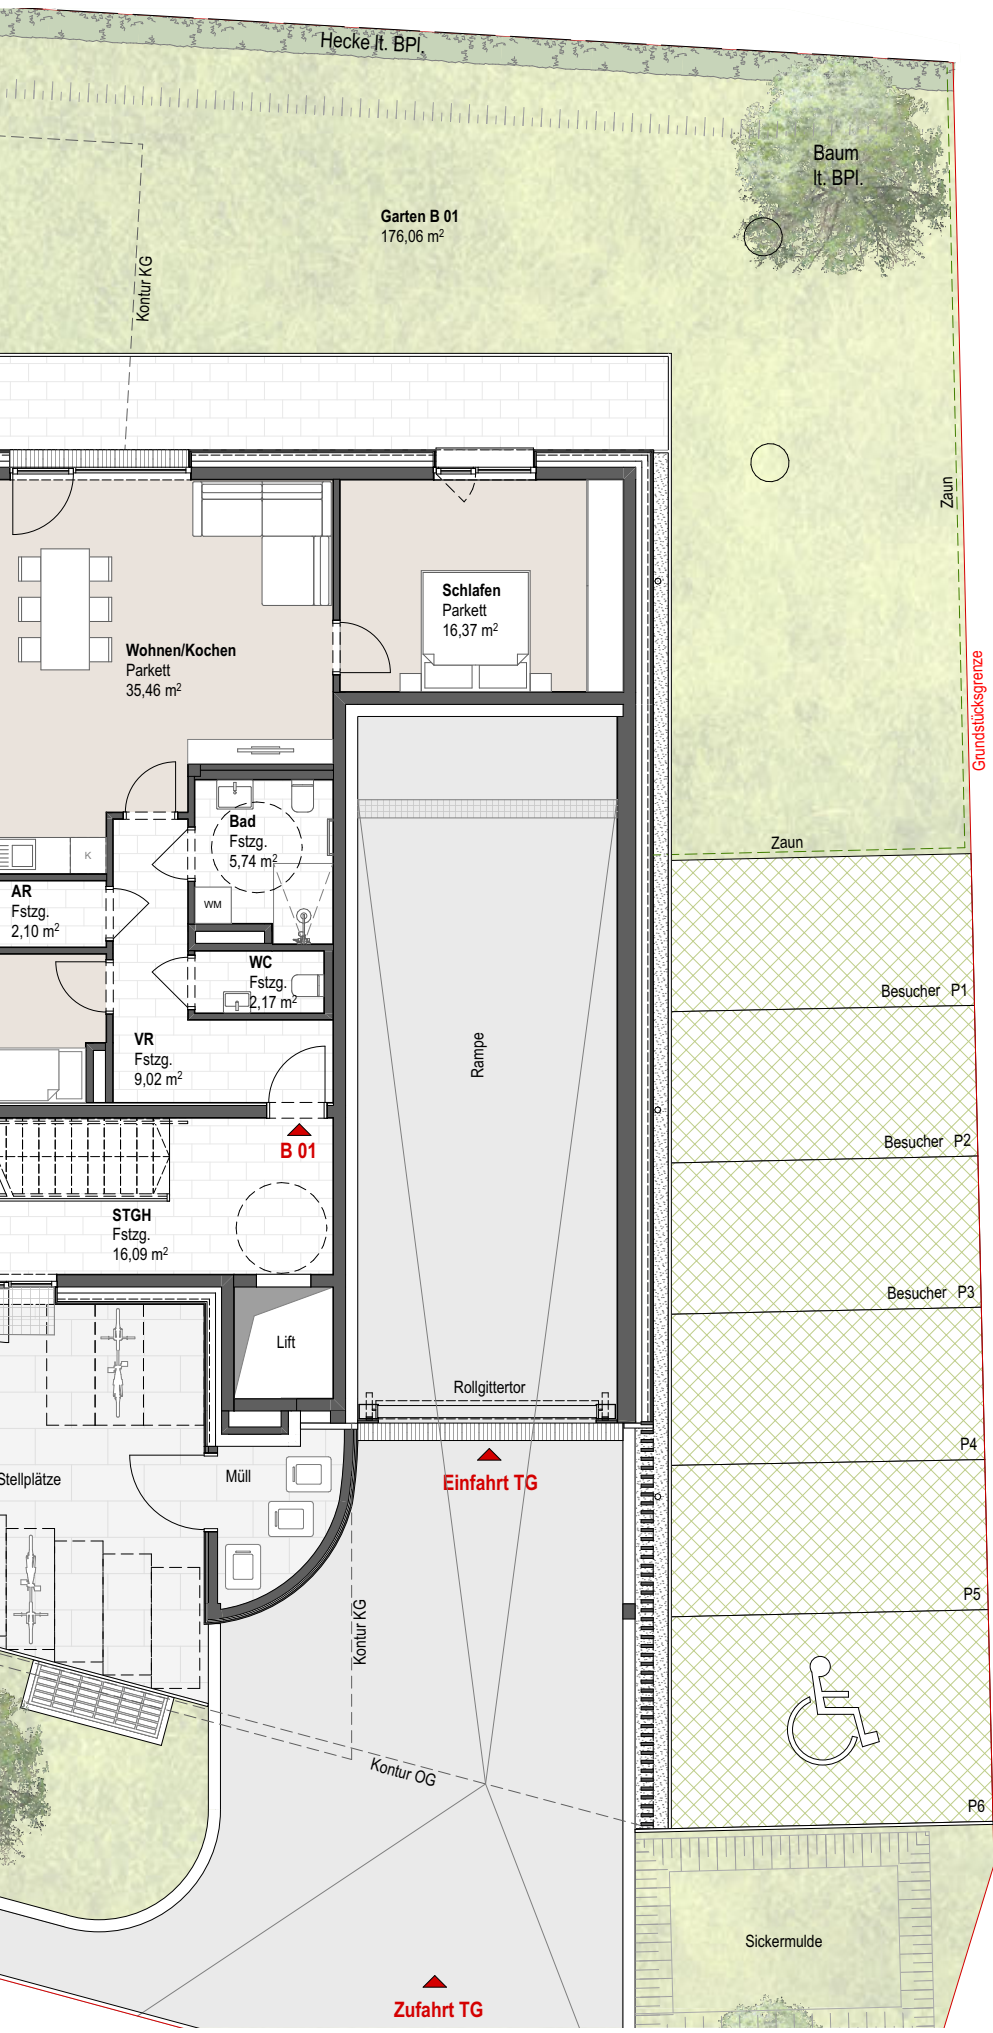 Hecke lt. BPl.
Baum
lt. BPl.
Garten B 01
176,06 m²
Kontur KG
Zaun
Schlafen
Parkett
16,37 m²
Wohnen/Kochen
Parkett
35,46 m²
Grundstücksgrenze
Bad
Fstzg.
5,74 m²
Zaun
K
AR
Fstzg.
2,10 m²
WM
WC
Fstzg.
2,17 m²
Besucher P1
VR
Fstzg.
9,02 m²
Rampe
B 01
Besucher P2
STGH
Fstzg.
16,09 m²
Besucher P3
Lift
Rollgittertor
P4
Einfahrt TG
Müll
Stellplätze
P5
Kontur KG
Kontur OG
P6
Sickermulde
Zufahrt TG